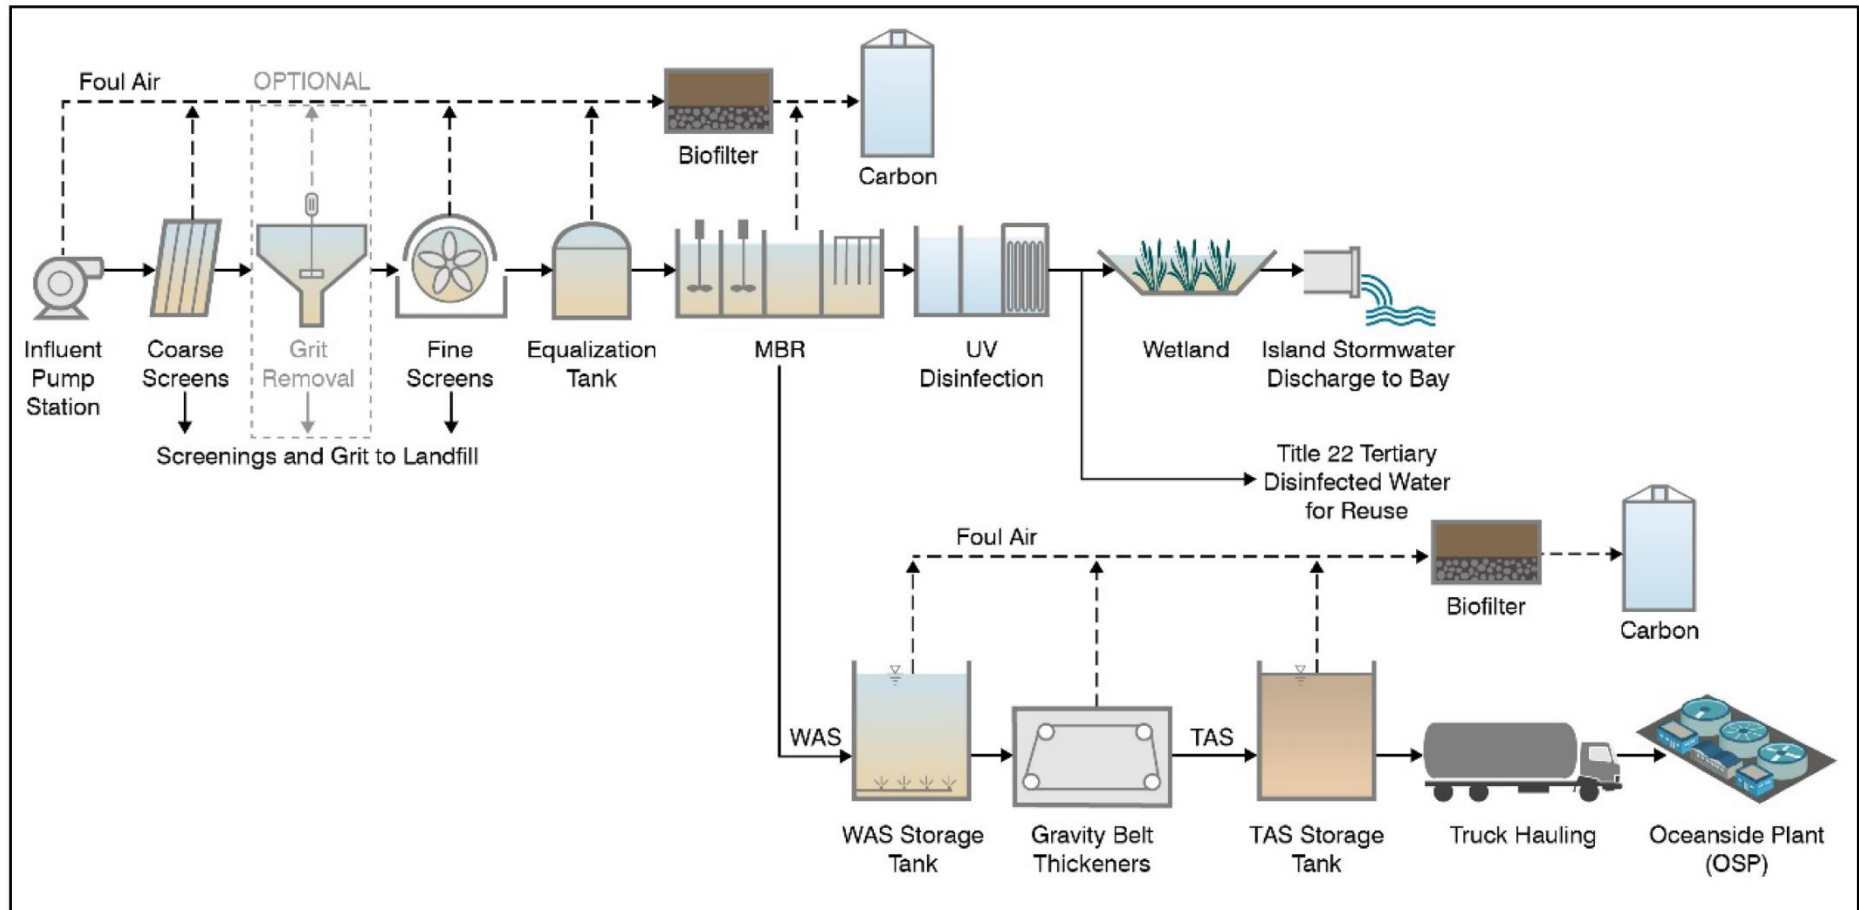 Foul Air
OPTIONAL
Biofilter
Carbon
Influent
Pump
Station
Coarse
Screens
Grit
Removal
Fine
Screens
Equalization
Tank
MBR
UV
Disinfection
Wetland
Island Stormwater
Discharge to Bay
Screenings and Grit to Landfill
Title 22 Tertiary
Disinfected Water
for Reuse
Foul Air
Biofilter
Carbon
WAS
TAS
WAS Storage
Tank
Gravity Belt
Thickeners
TAS Storage
Tank
Truck Hauling
Oceanside Plant
(OSP)